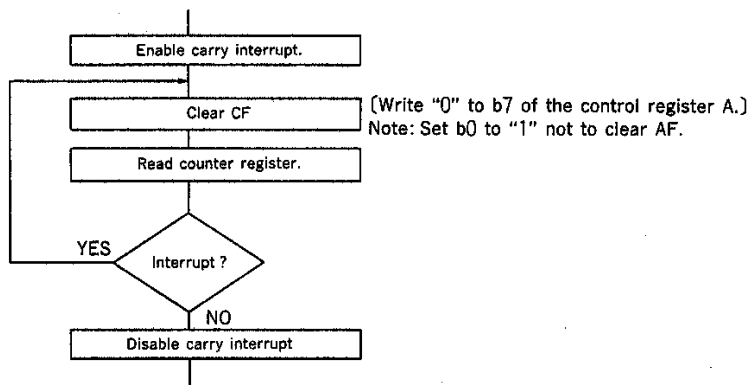 Enable carry interrupt.
Clear CF
(Write "0" to b7 of the control register A.)
Note: Set b0 to "1" not to clear AF.
Read counter register.
Interrupt ?
YES
NO
Disable carry interrupt